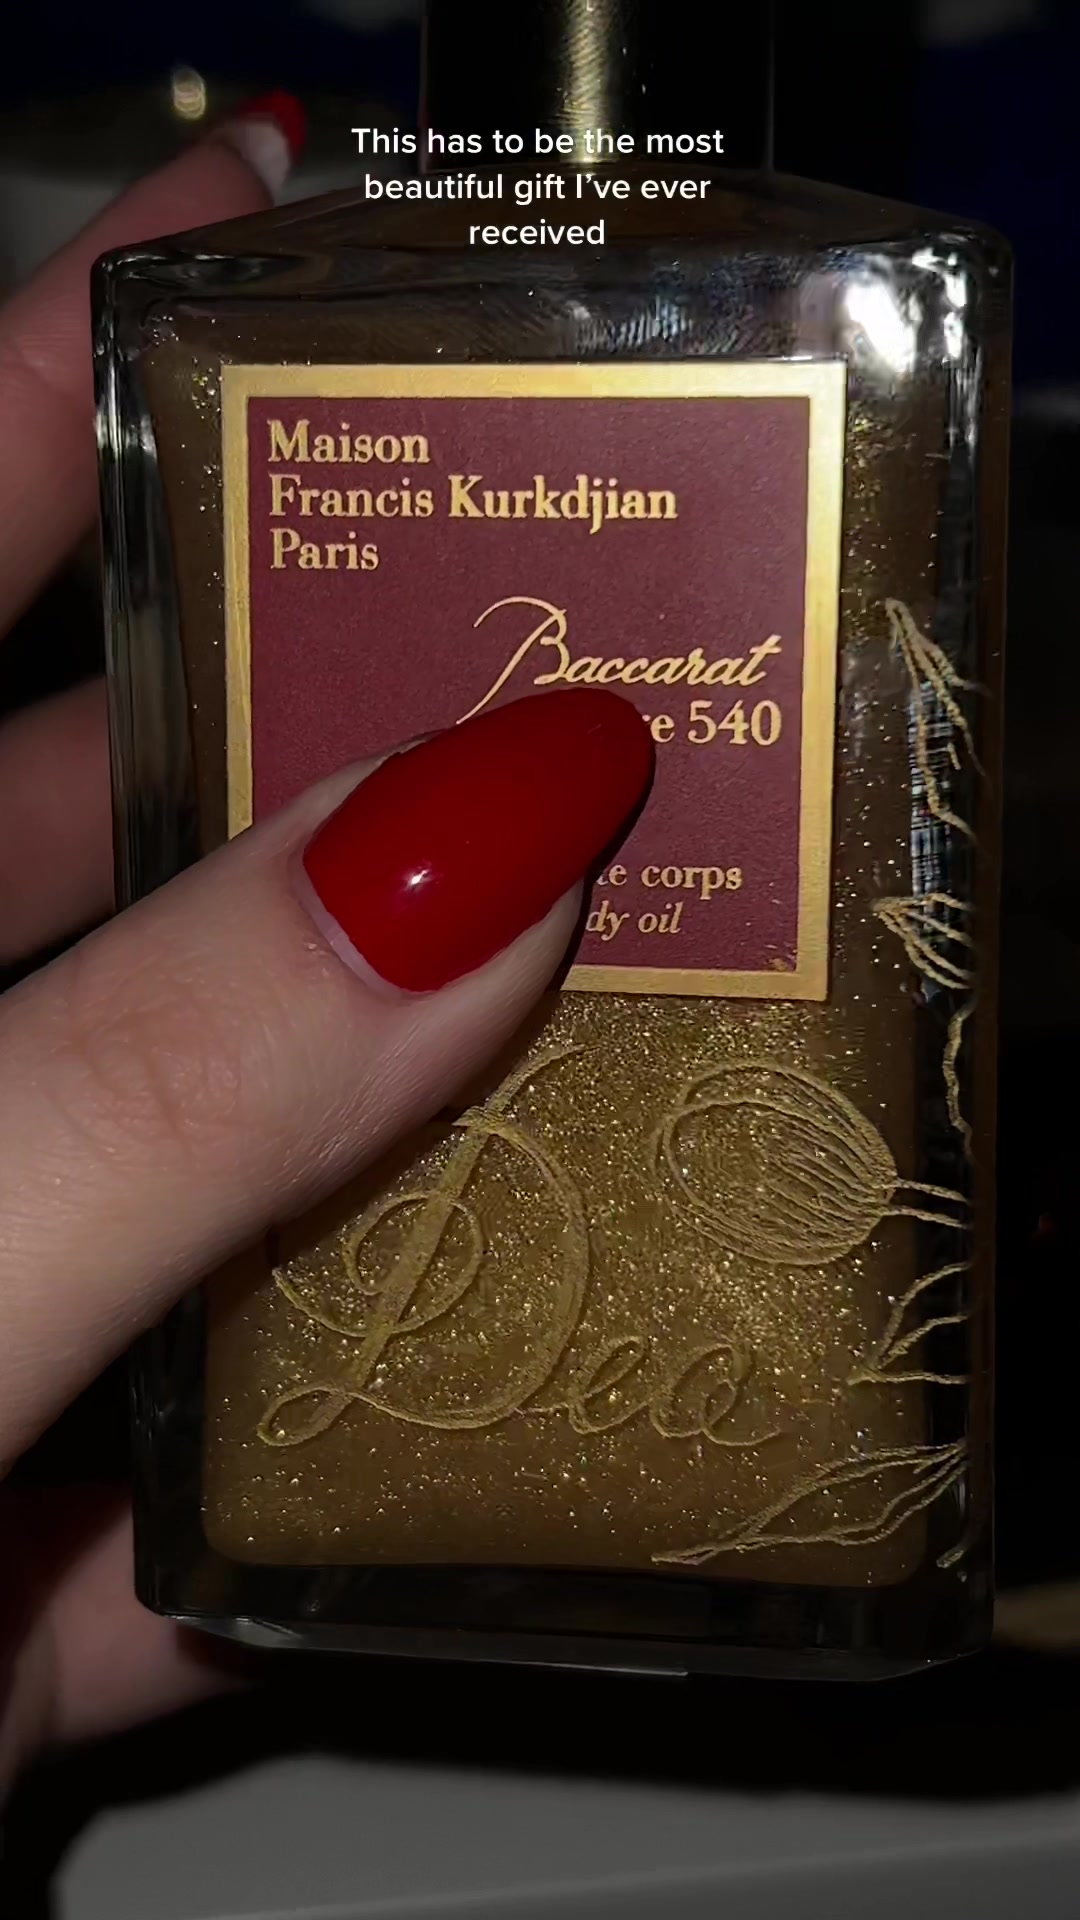 This has to be the most
beautiful gift I’ve ever
received
Maison
Francis Kurkdjian
Paris
Baccarat
540
corps
oil
Dea